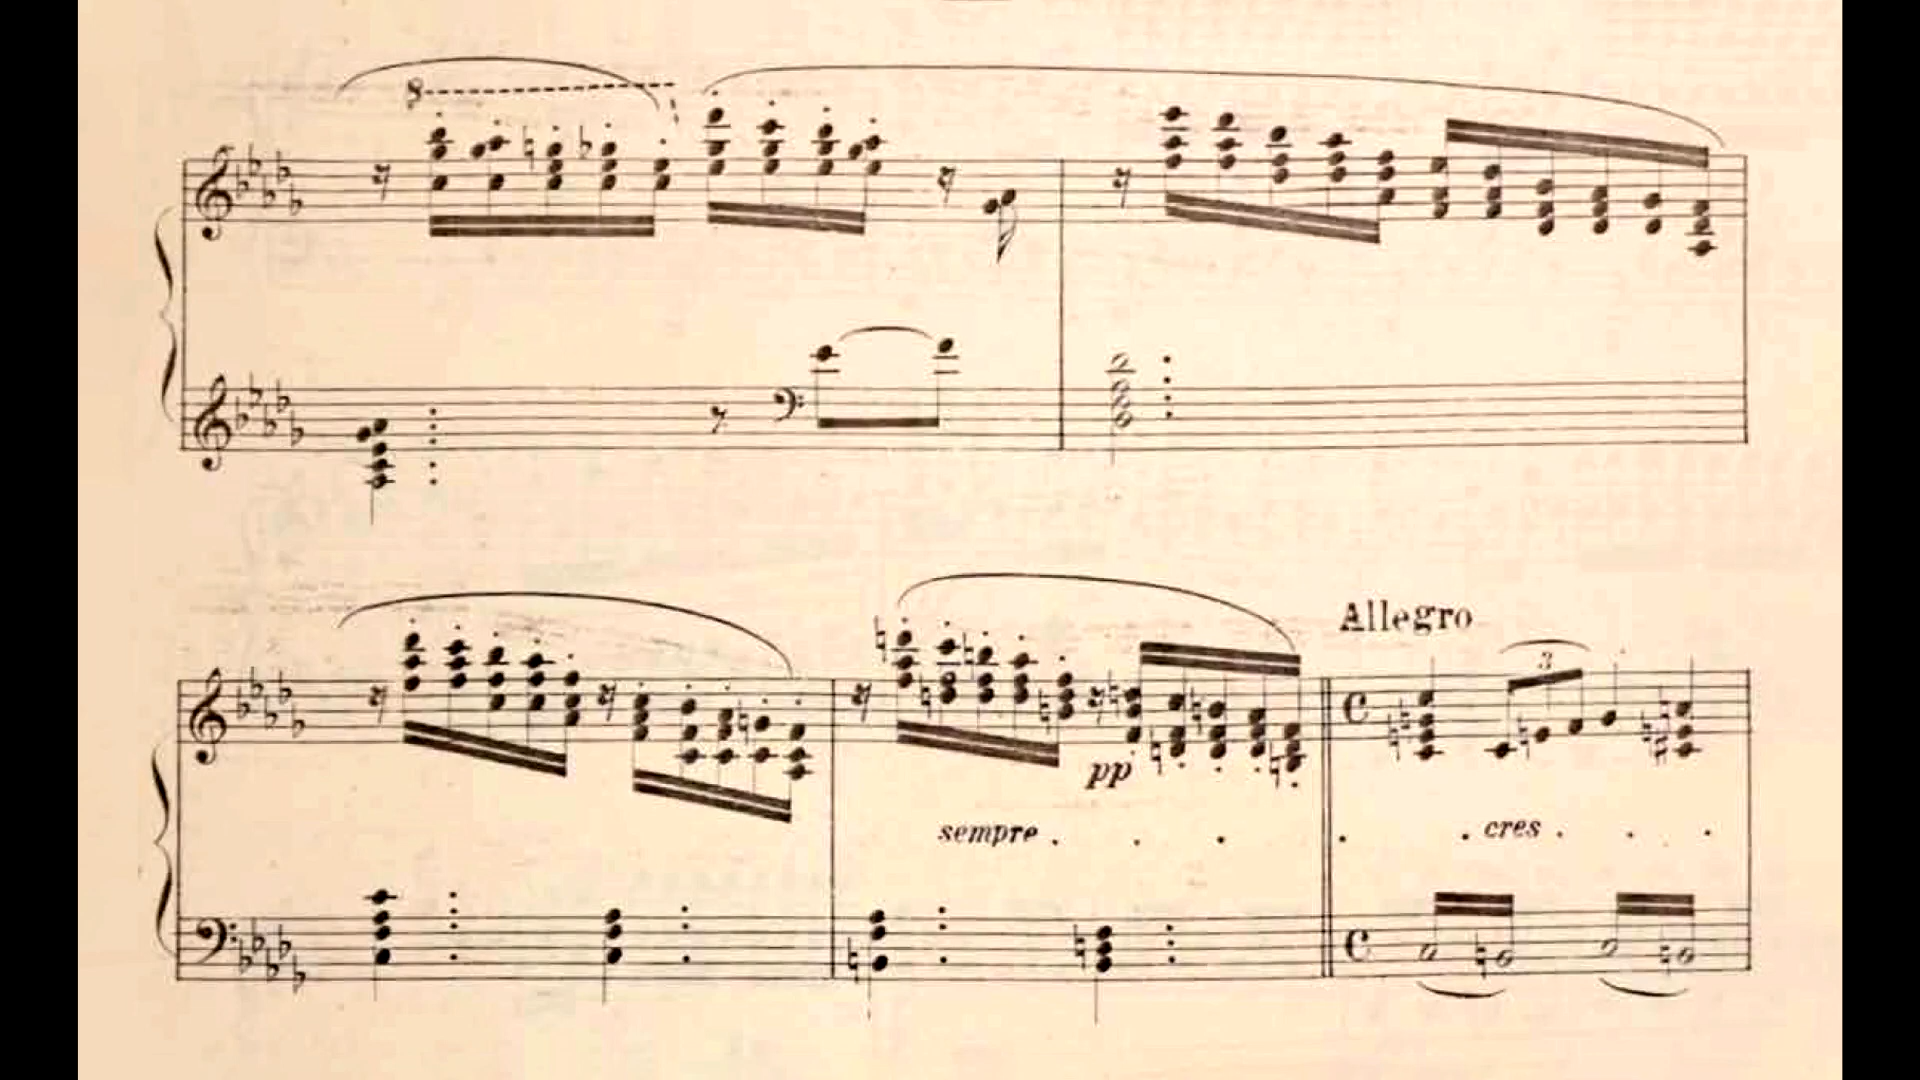 8
Allegro
3
pp
sempre . . . . . cres . . .